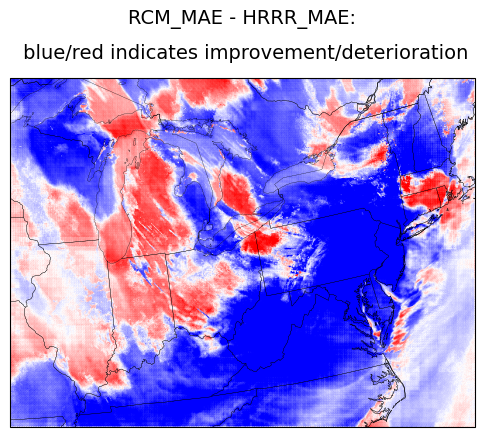 RCM_MAE - HRRR_MAE:
blue/red indicates improvement/deterioration